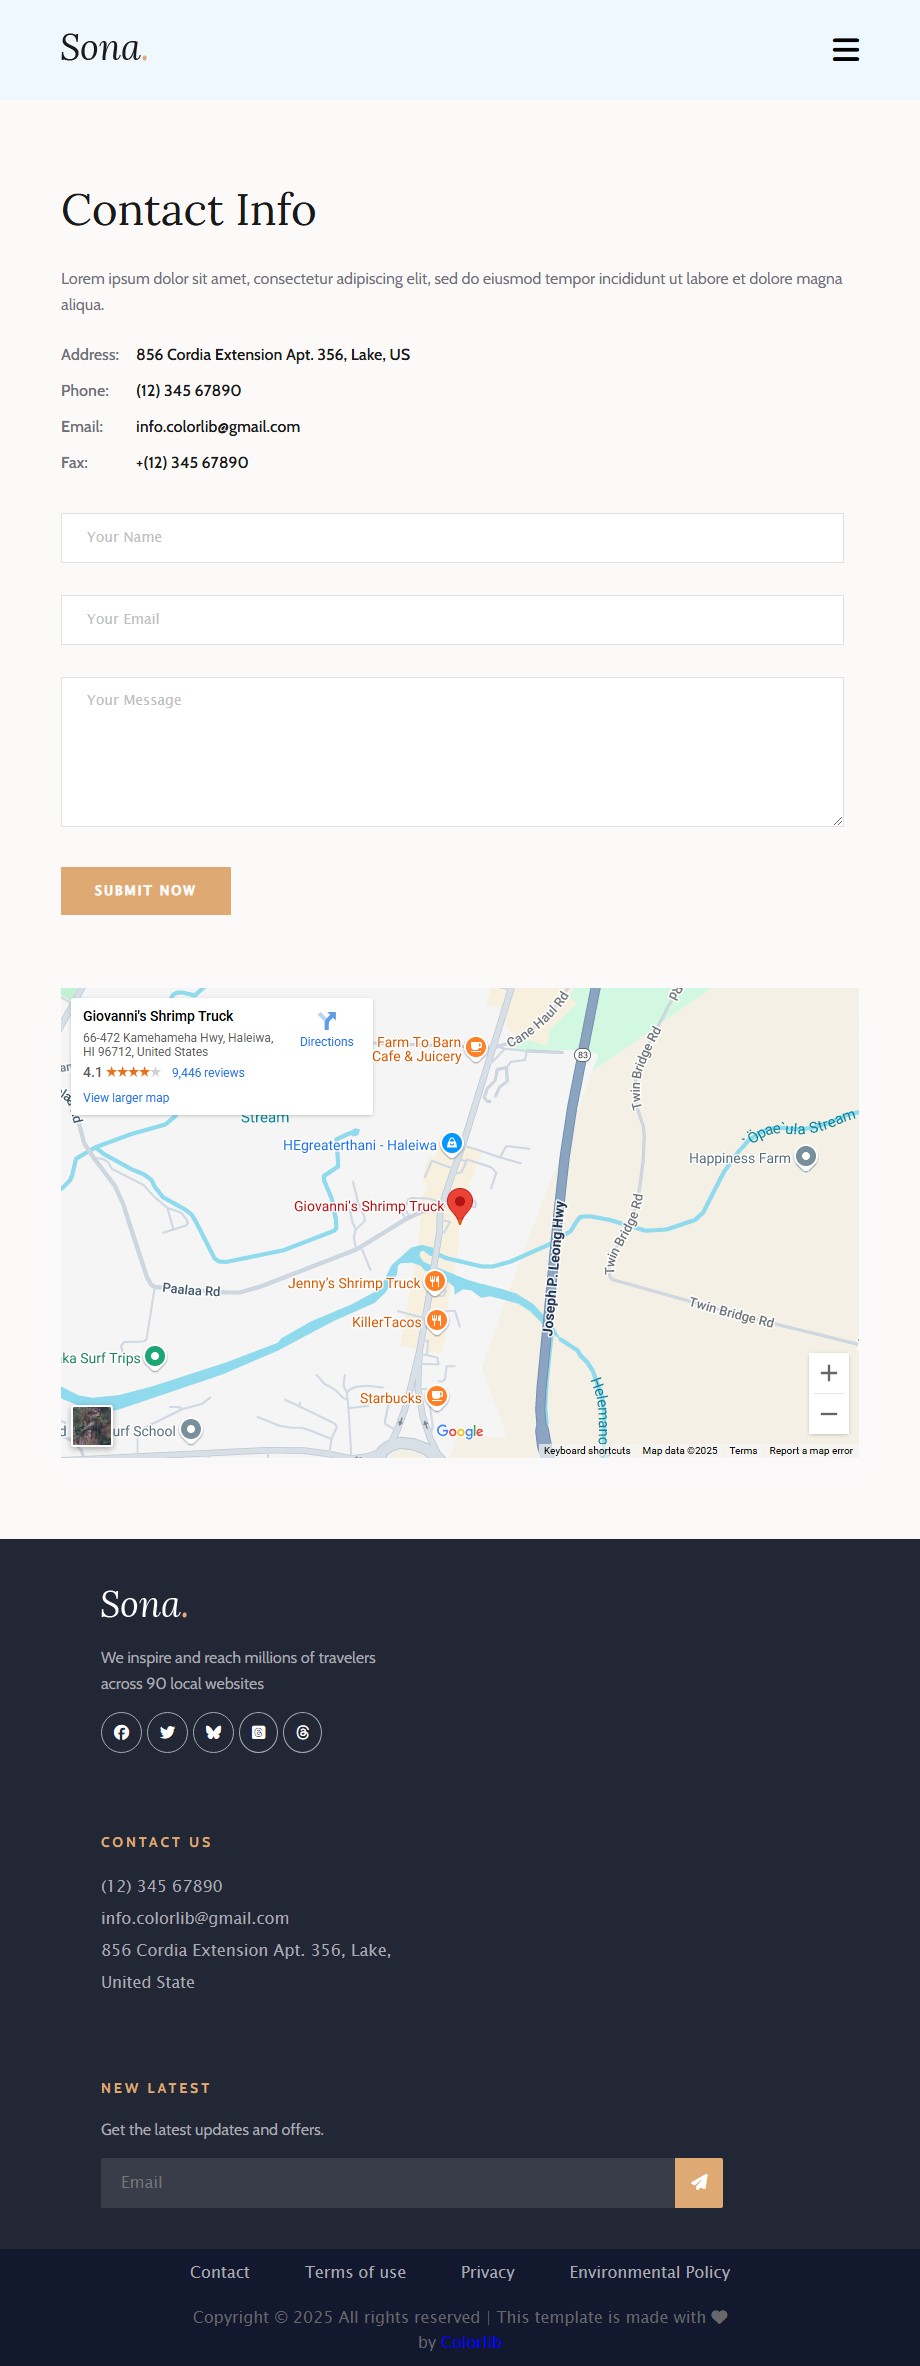 Sona.
Contact Info
Lorem ipsum dolor sit amet, consectetur adipiscing elit, sed do eiusmod tempor incididunt ut labore et dolore magna
aliqua.
Address: 856 Cordia Extension Apt. 356, Lake, US
Phone: (12) 345 67890
Email: info.colorlib@gmail.com
Fax: +(12) 345 67890
Your Name
Your Email
Your Message
SUBMIT NOW
Giovanni's Shrimp Truck
66-472 Kamehameha Hwy, Haleiwa,
HI 96712, United States
4.1 9,446 reviews
View larger map
Directions
Farm To Barn
Cafe & Juicery
Cane Haul Rd
83
Twin Bridge Rd
Rd
Stream
HEgreaterthani - Haleiwa
Ōpaeʻula Stream
Happiness Farm
Giovanni's Shrimp Truck
Joseph P. Leong Hwy
Twin Bridge Rd
Paalaa Rd
Jenny's Shrimp Truck
KillerTacos
Twin Bridge Rd
ka Surf Trips
Starbucks
Helemano
urf School
Google
Keyboard shortcuts Map data ©2025 Terms Report a map error
Sona.
We inspire and reach millions of travelers
across 90 local websites
CONTACT US
(12) 345 67890
info.colorlib@gmail.com
856 Cordia Extension Apt. 356, Lake,
United State
NEW LATEST
Get the latest updates and offers.
Email
Contact Terms of use Privacy Environmental Policy
Copyright © 2025 All rights reserved | This template is made with
by Colorlib